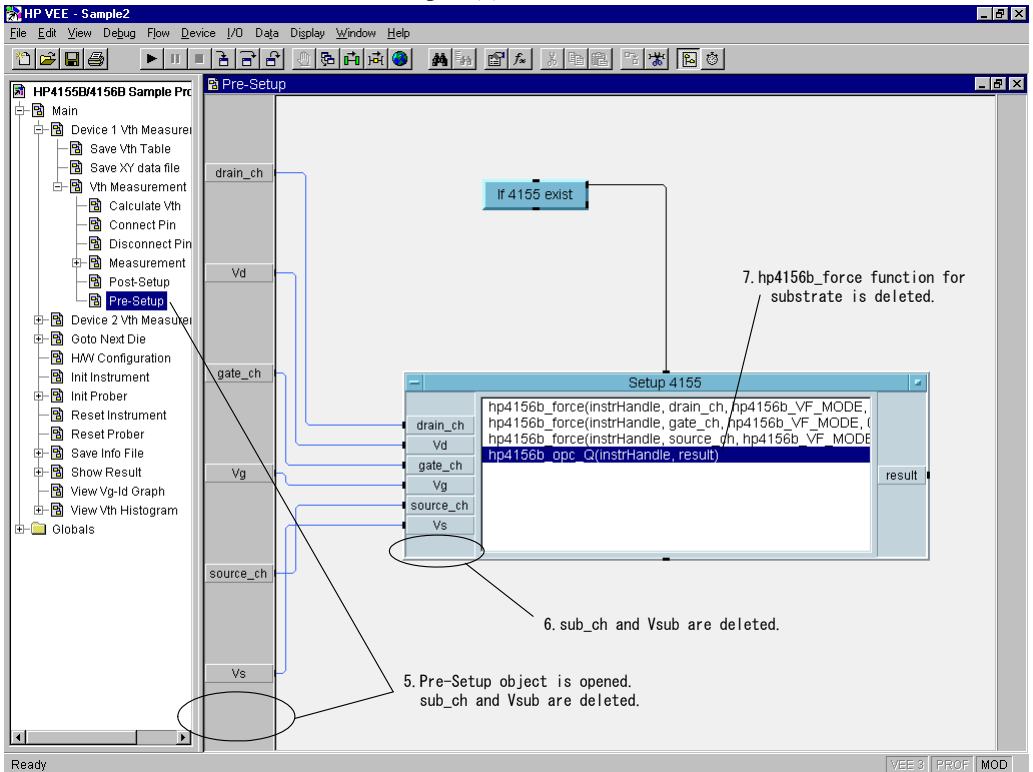 HP VEE - Sample2
File Edit View Debug Flow Device I/O Data Display Window Help
HP4155B/4156B Sample Pro
Main
Device 1 Vth Measurer
Save Vth Table
Save XY data file
Vth Measurement
Calculate Vth
Connect Pin
Disconnect Pin
Measurement
Post-Setup
Pre-Setup
Device 2 Vth Measurer
Goto Next Die
H/W Configuration
Init Instrument
Init Prober
Reset Instrument
Reset Prober
Save Info File
Show Result
View Vg-Id Graph
View Vth Histogram
Globals
Pre-Setup
drain_ch
Vd
gate_ch
Vg
source_ch
Vs
If 4155 exist
7.hp4156b_force function for
substrate is deleted.
Setup 4155
drain_ch
Vd
gate_ch
Vg
source_ch
Vs
hp4156b_force(instrHandle, drain_ch, hp4156b_VF_MODE,
hp4156b_force(instrHandle, gate_ch, hp4156b_VF_MODE, (
hp4156b_force(instrHandle, source_ch, hp4156b_VF_MODE
hp4156b_opc_Q(instrHandle, result)
result
6.sub_ch and Vsub are deleted.
5.Pre-Setup object is opened.
sub_ch and Vsub are deleted.
Ready
VEE 3 PROF MOD